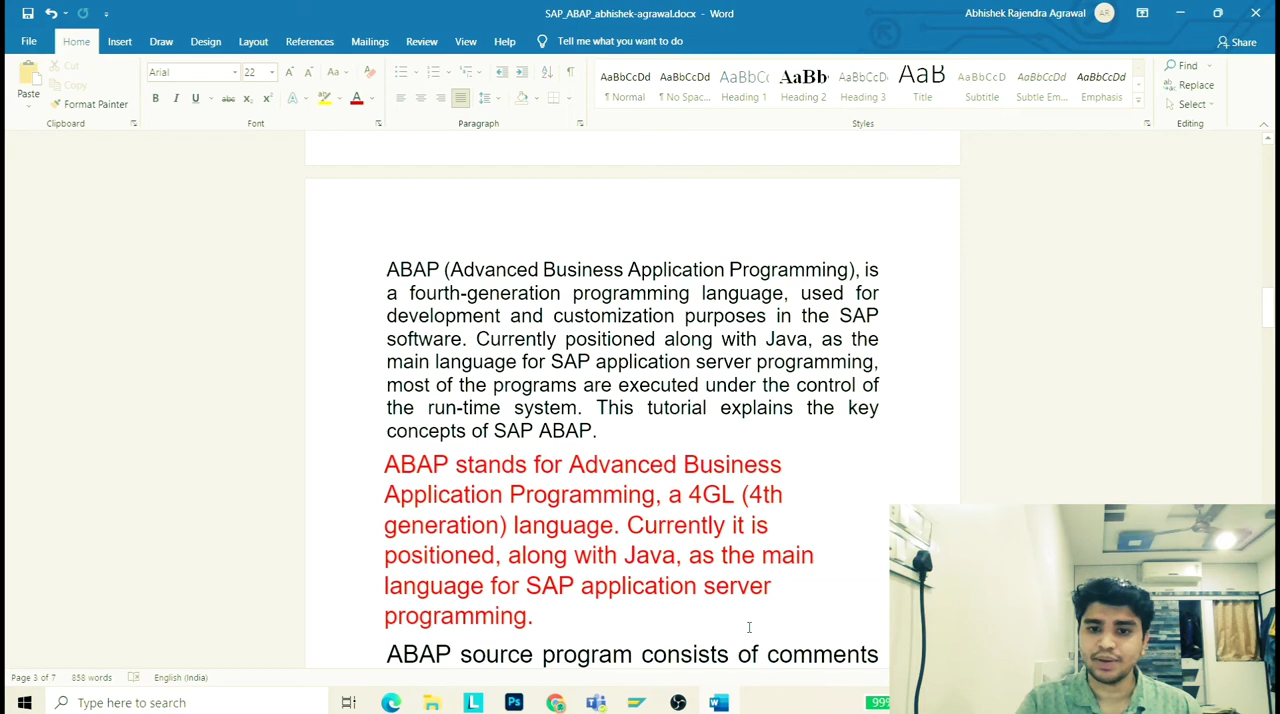 SAP_ABAP_abhishek-agrawal.docx - Word
Abhishek Rajendra Agrawal AR
File Home Insert Draw Design Layout References Mailings Review View Help Tell me what you want to do
Share
Paste
Cut
Copy
Format Painter
Clipboard
Arial 22
Font
Paragraph
AaBbCcDd AaBbCcDd AaBbCc AaBb AaBbCcDd AaB AaBbCcDd AaBbCcDd AaBbCcDd
¶ Normal ¶ No Spac... Heading 1 Heading 2 Heading 3 Title Subtitle Subtle Em... Emphasis
Styles
Find
Replace
Select
Editing
ABAP (Advanced Business Application Programming), is
a fourth-generation programming language, used for
development and customization purposes in the SAP
software. Currently positioned along with Java, as the
main language for SAP application server programming,
most of the programs are executed under the control of
the run-time system. This tutorial explains the key
concepts of SAP ABAP.
ABAP stands for Advanced Business
Application Programming, a 4GL (4th
generation) language. Currently it is
positioned, along with Java, as the main
language for SAP application server
programming.
ABAP source program consists of comments
Page 3 of 7 858 words English (India)
Type here to search
99%